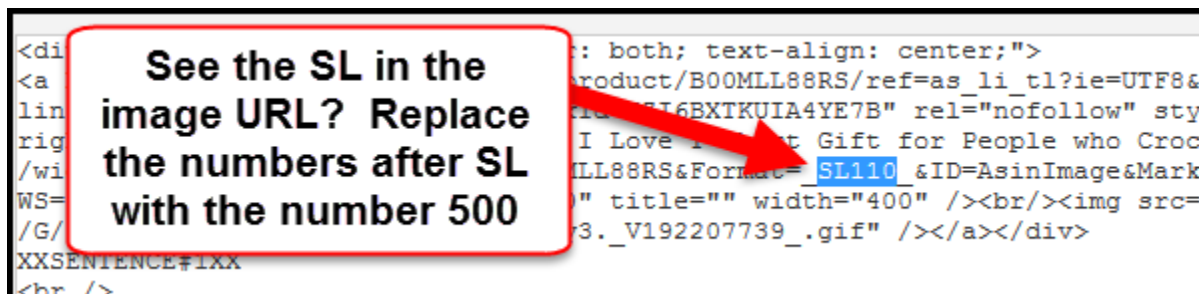 <di : both; text-align: center;">
<a roduct/B00MLL88RS/ref=as_li_tl?ie=UTF8&
lin 6BXTKUIA4YE7B" rel="nofollow" sty
rig I Love Gift for People who Croc
/wi LL88RS&Format=_SL110_&ID=AsinImage&Mark
WS= " title="" width="400" /><br/><img src=
/G/ v3._V192207739_.gif" /></a></div>
XXSENTENCE#1XX
<br />
See the SL in the
image URL? Replace
the numbers after SL
with the number 500